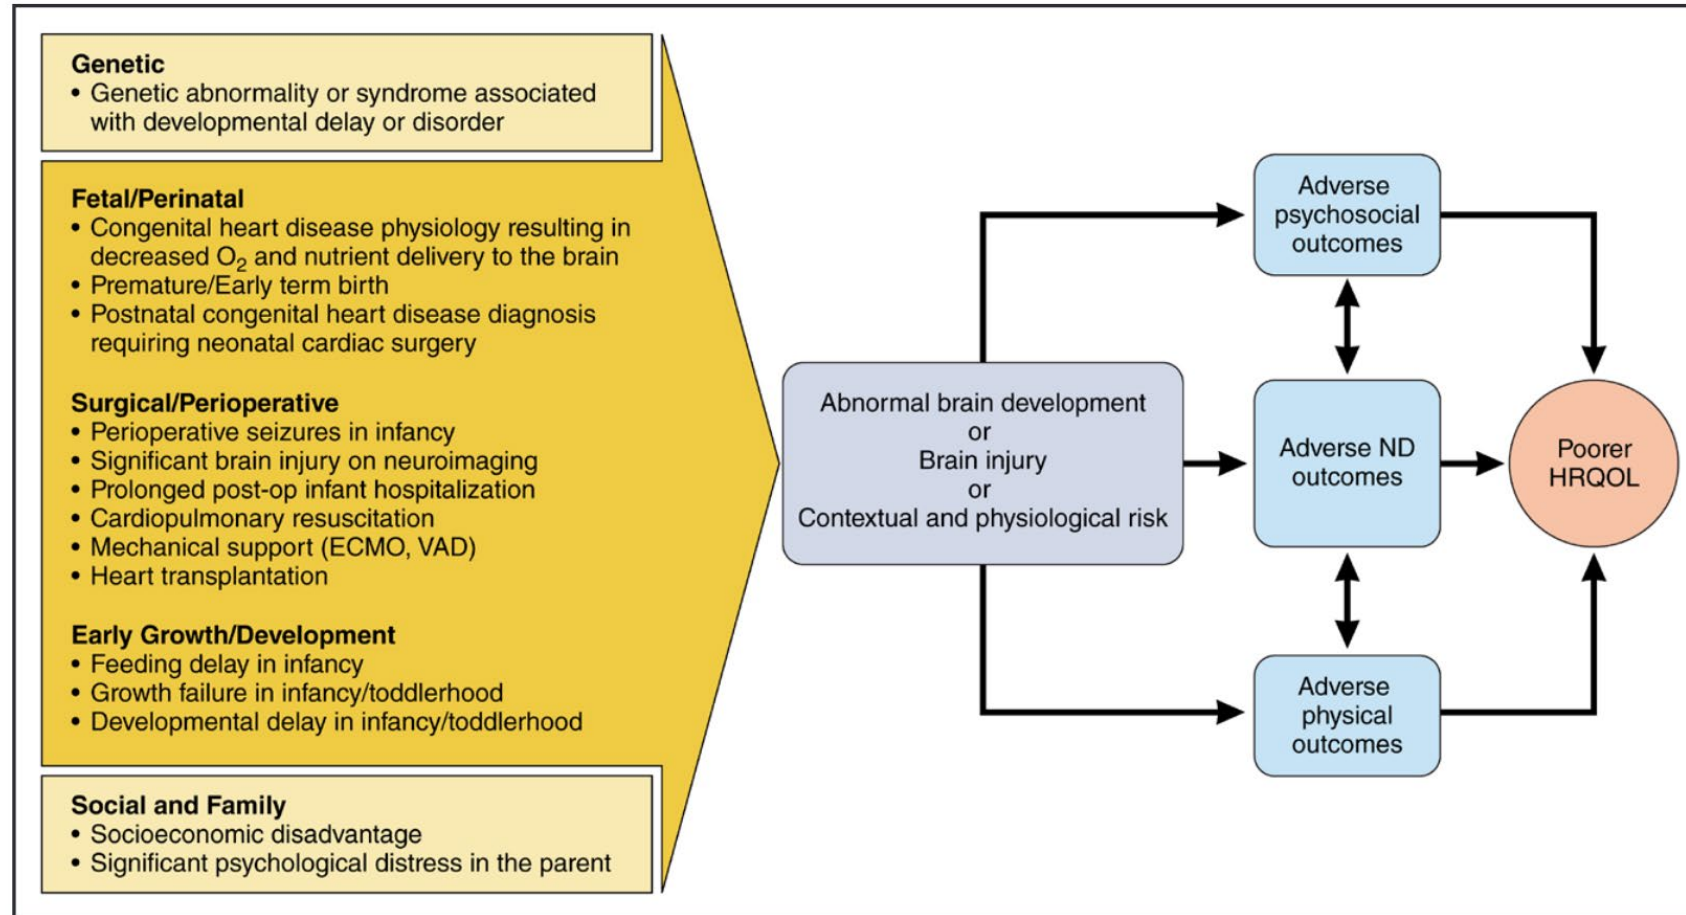 Genetic
• Genetic abnormality or syndrome associated
with developmental delay or disorder
Fetal/Perinatal
• Congenital heart disease physiology resulting in
decreased O₂ and nutrient delivery to the brain
• Premature/Early term birth
• Postnatal congenital heart disease diagnosis
requiring neonatal cardiac surgery
Surgical/Perioperative
• Perioperative seizures in infancy
• Significant brain injury on neuroimaging
• Prolonged post-op infant hospitalization
• Cardiopulmonary resuscitation
• Mechanical support (ECMO, VAD)
• Heart transplantation
Early Growth/Development
• Feeding delay in infancy
• Growth failure in infancy/toddlerhood
• Developmental delay in infancy/toddlerhood
Social and Family
• Socioeconomic disadvantage
• Significant psychological distress in the parent
Abnormal brain development
or
Brain injury
or
Contextual and physiological risk
Adverse
psychosocial
outcomes
Adverse ND
outcomes
Adverse
physical
outcomes
Poorer
HRQOL